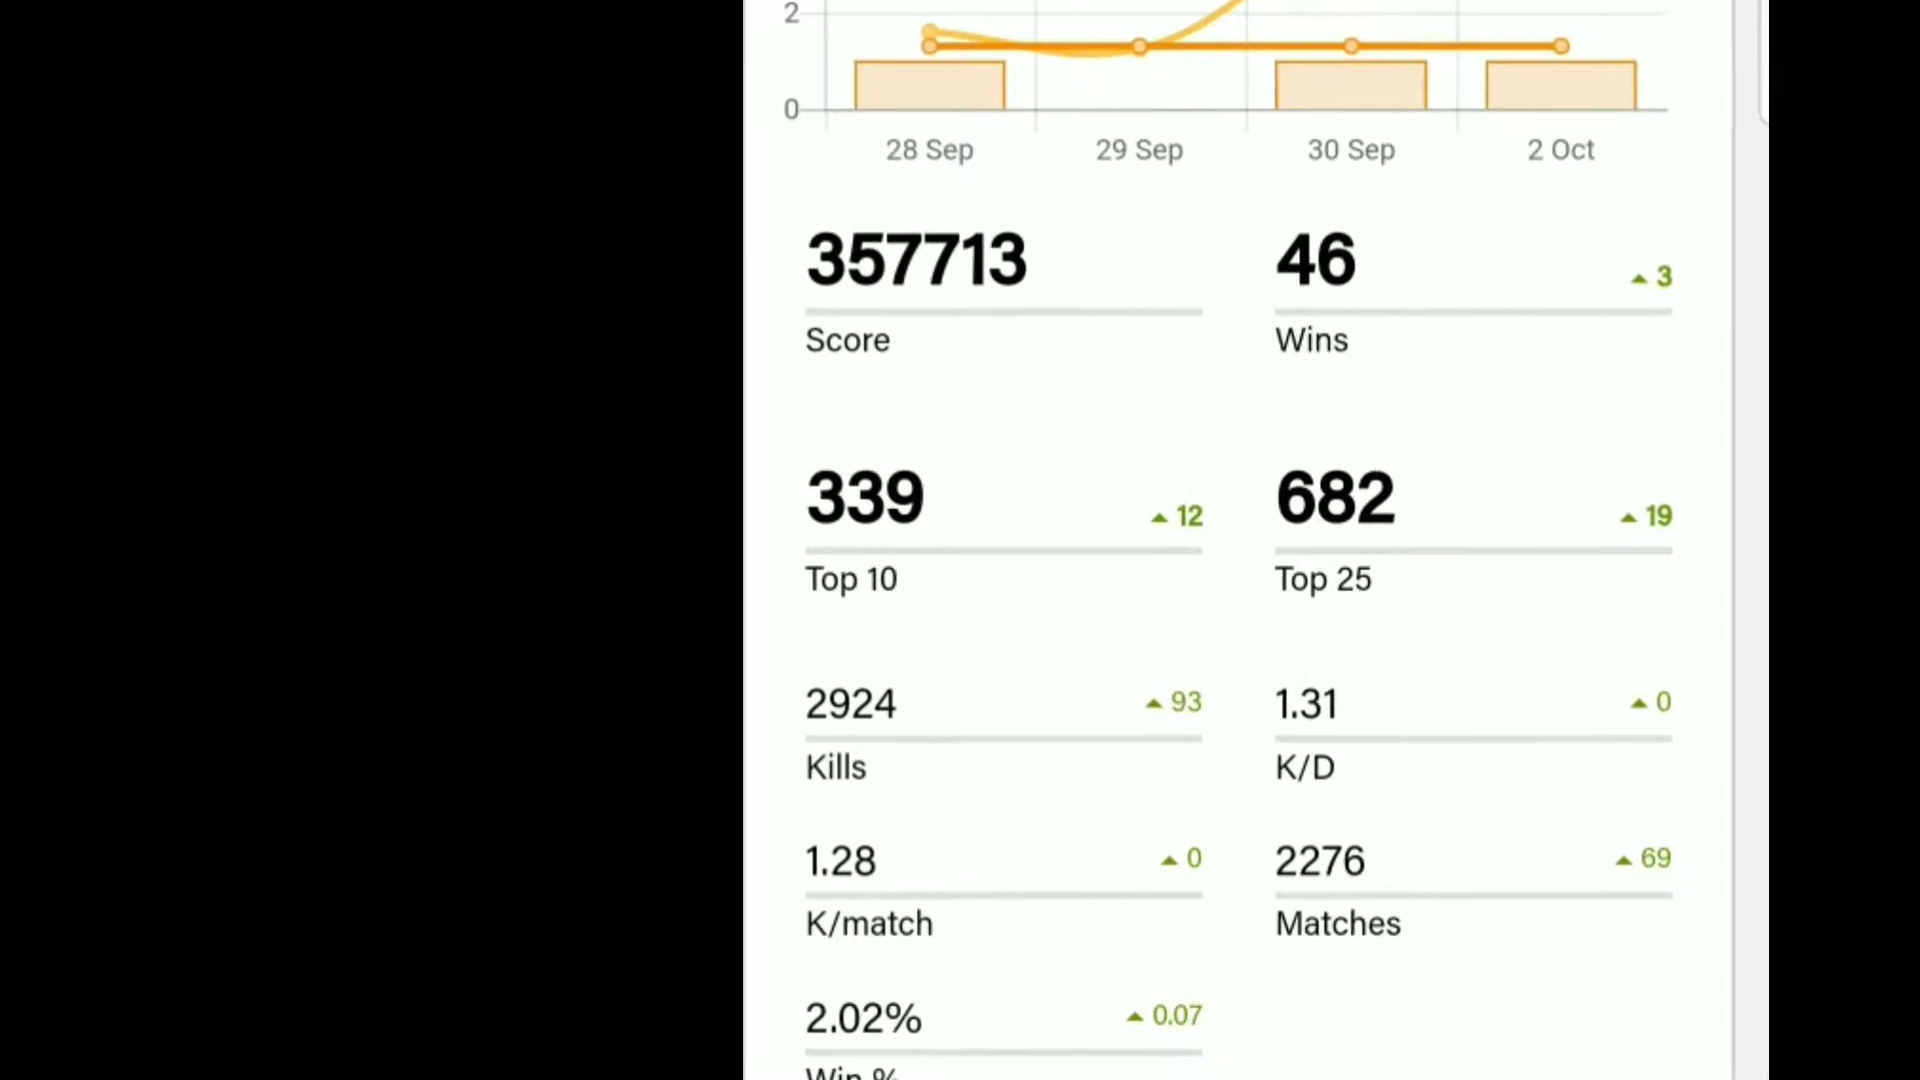 2
0
28 Sep 29 Sep 30 Sep 2 Oct
357713 46 ▲ 3
Score Wins
339 ▲ 12 682 ▲ 19
Top 10 Top 25
2924 ▲ 93 1.31 ▲ 0
Kills K/D
1.28 ▲ 0 2276 ▲ 69
K/match Matches
2.02% ▲ 0.07
Win %